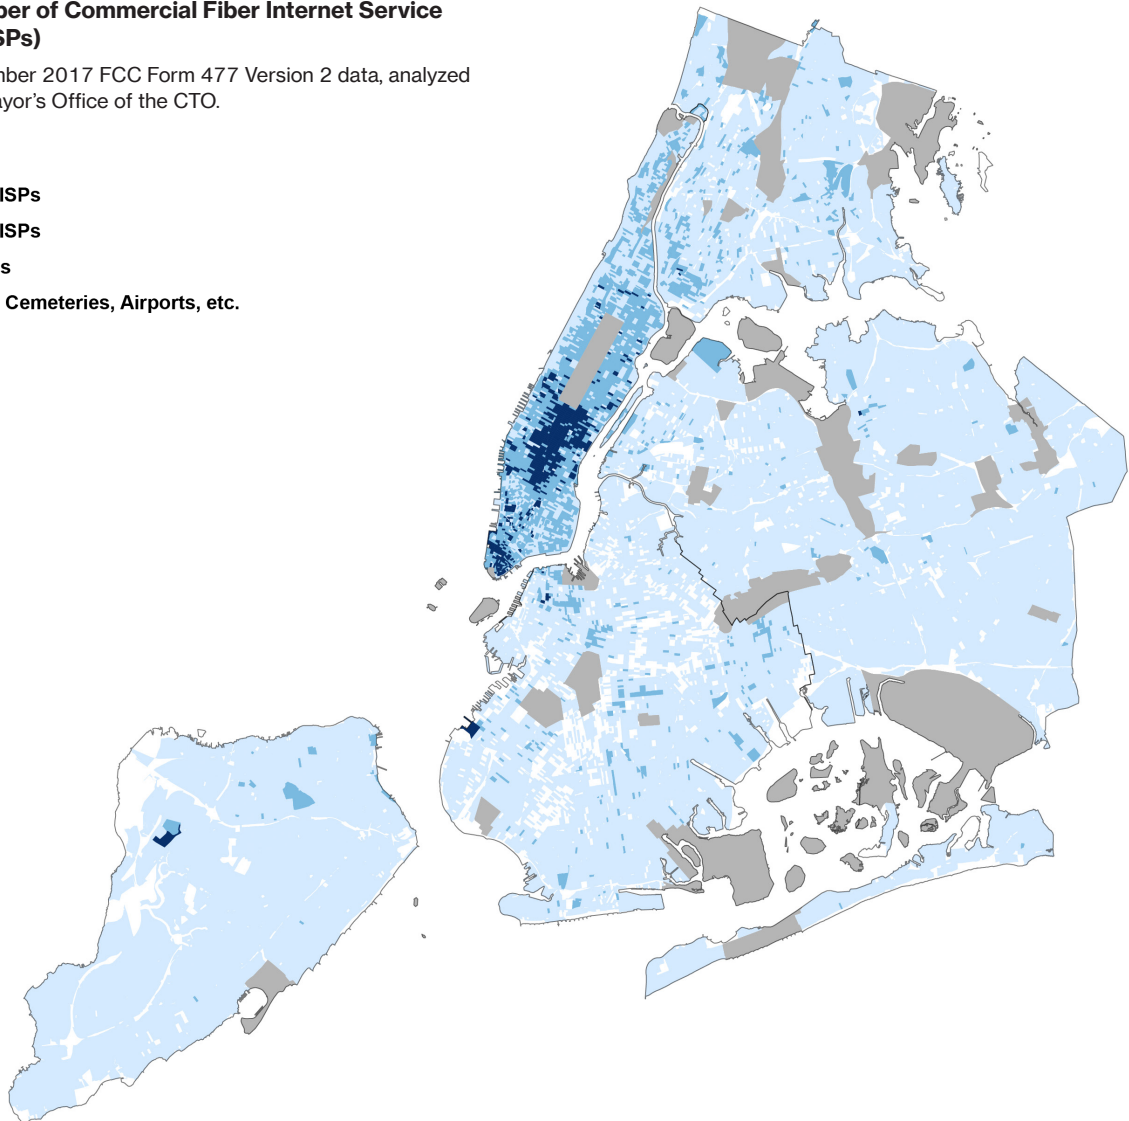 ber of Commercial Fiber Internet Service
SPs)
mber 2017 FCC Form 477 Version 2 data, analyzed
ayor's Office of the CTO.
ISPs
ISPs
s
Cemeteries, Airports, etc.